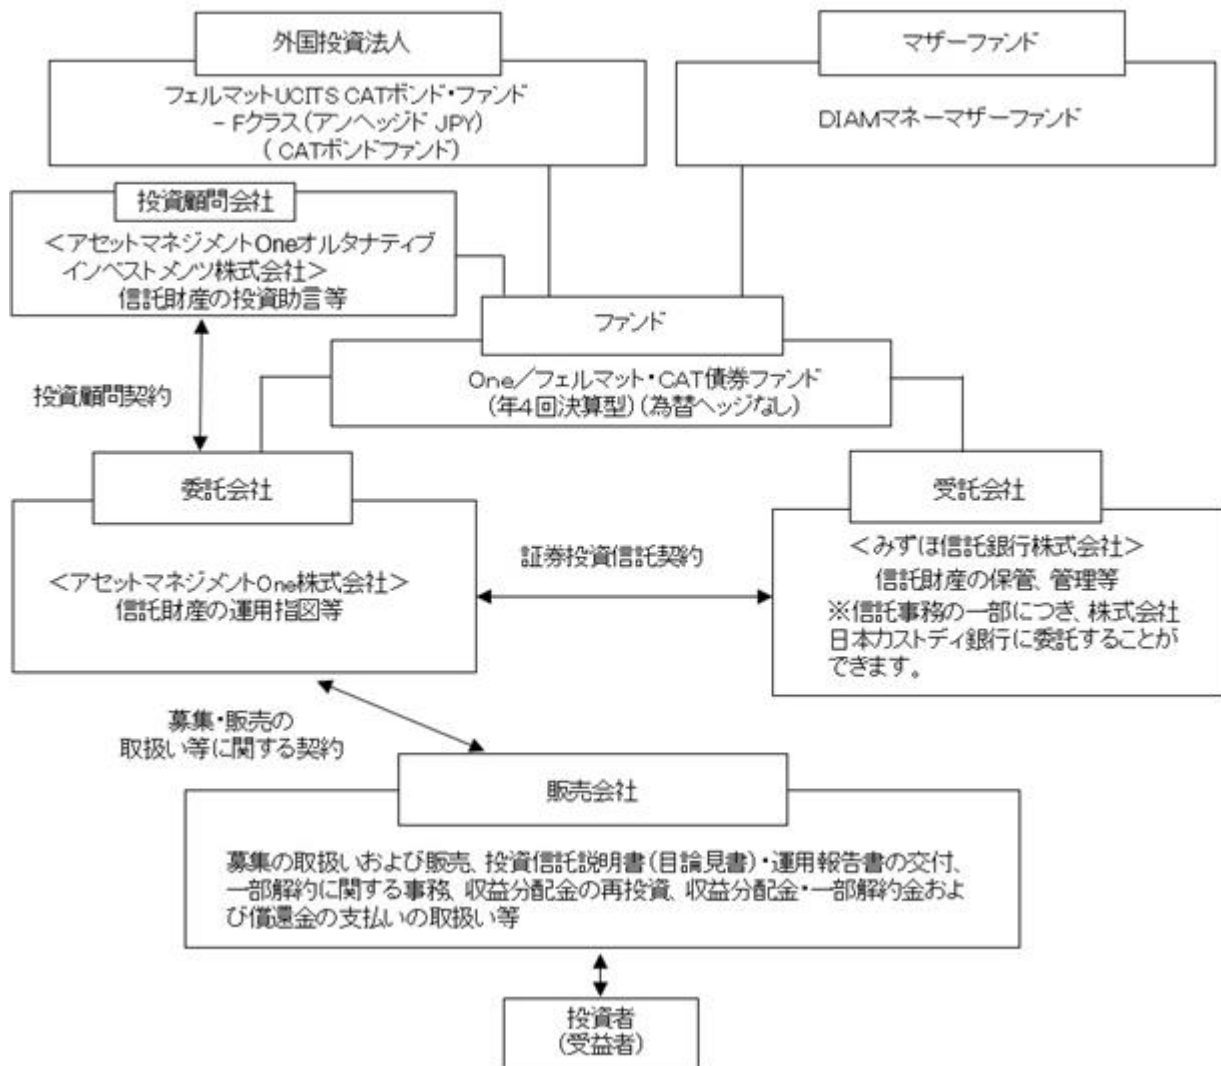 外国投資法人
フェルマットUCITS CATボンド・ファンド
－Fクラス(アンヘッジド JPY)
( CATボンドファンド)
マザーファンド
DIAMマネーマザーファンド
投資顧問会社
＜アセットマネジメントOneオルタナティブ
インベストメンツ株式会社＞
信託財産の投資助言等
ファンド
One／フェルマット・CAT債券ファンド
(年4回決算型)(為替ヘッジなし)
投資顧問契約
委託会社
＜アセットマネジメントOne株式会社＞
信託財産の運用指図等
証券投資信託契約
受託会社
＜みずほ信託銀行株式会社＞
信託財産の保管、管理等
※信託事務の一部につき、株式会社
日本カストディ銀行に委託することが
できます。
募集・販売の
取扱い等に関する契約
販売会社
募集の取扱いおよび販売、投資信託説明書(目論見書)・運用報告書の交付、
一部解約に関する事務、収益分配金の再投資、収益分配金・一部解約金およ
び償還金の支払いの取扱い等
投資者
(受益者)